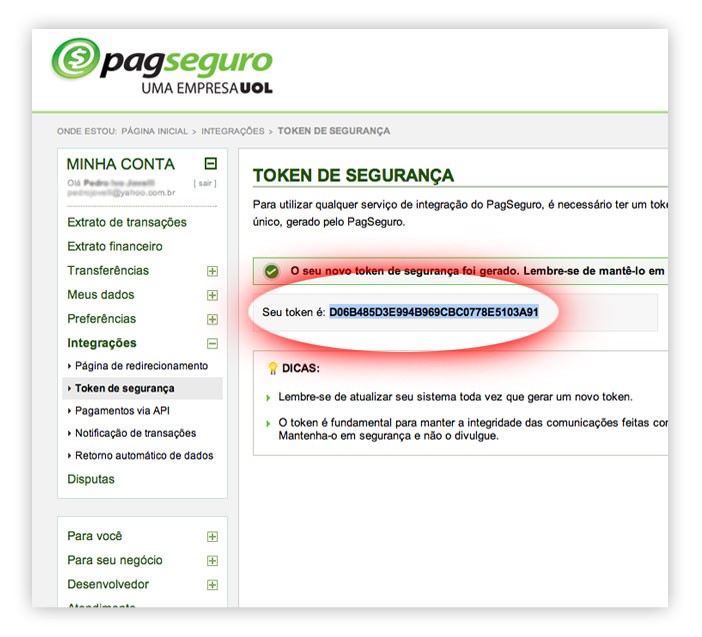 pagseguro
UMA EMPRESA UOL
ONDE ESTOU: PÁGINA INICIAL > INTEGRAÇÕES > TOKEN DE SEGURANÇA
MINHA CONTA
Olá
[ sair ]
@yahoo.com.br
Extrato de transações
Extrato financeiro
Transferências
Meus dados
Preferências
Integrações
Página de redirecionamento
Token de segurança
Pagamentos via API
Notificação de transações
Retorno automático de dados
Disputas
Para você
Para seu negócio
Desenvolvedor
Atendimento
TOKEN DE SEGURANÇA
Para utilizar qualquer serviço de integração do PagSeguro, é necessário ter um toke
único, gerado pelo PagSeguro.
O seu novo token de segurança foi gerado. Lembre-se de mantê-lo em
Seu token é: D06B485D3E994B969CBC0778E5103A91
DICAS:
Lembre-se de atualizar seu sistema toda vez que gerar um novo token.
O token é fundamental para manter a integridade das comunicações feitas cor
Mantenha-o em segurança e não o divulgue.